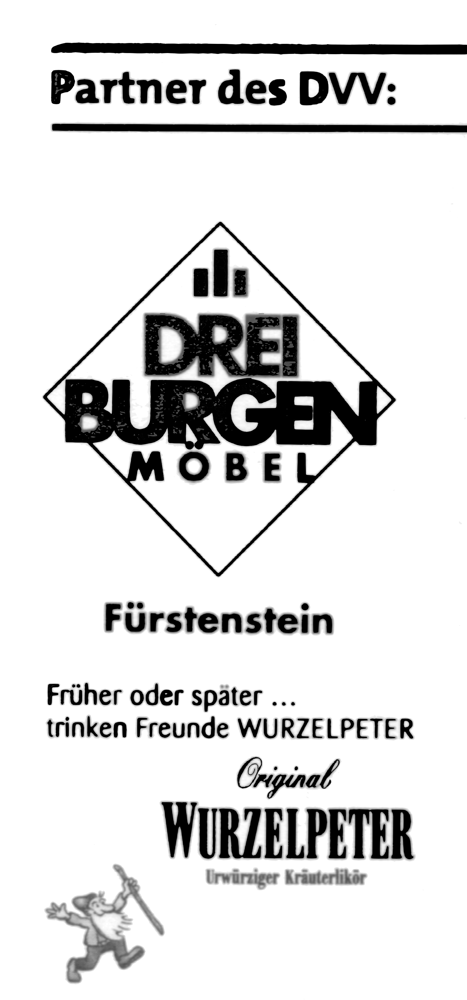 Partner des DVV:
DREI
BURGEN
MÖBEL
Fürstenstein
Früher oder später ...
trinken Freunde WURZELPETER
Original
WURZELPETER
Urwürziger Kräuterlikör